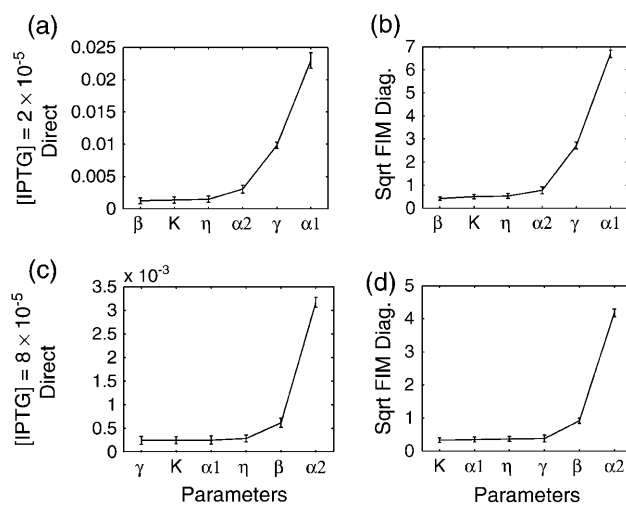 (a)
[IPTG] = 2 × 10-5
Direct
0.025
0.02
0.015
0.01
0.005
0
β K η α2 γ α1
(b)
Sqrt FIM Diag.
7
6
5
4
3
2
1
0
β K η α2 γ α1
(c)
[IPTG] = 8 × 10-5
Direct
x 10-3
3.5
3
2.5
2
1.5
1
0.5
0
γ K α1 η β α2
Parameters
(d)
Sqrt FIM Diag.
5
4
3
2
1
0
K α1 η γ β α2
Parameters